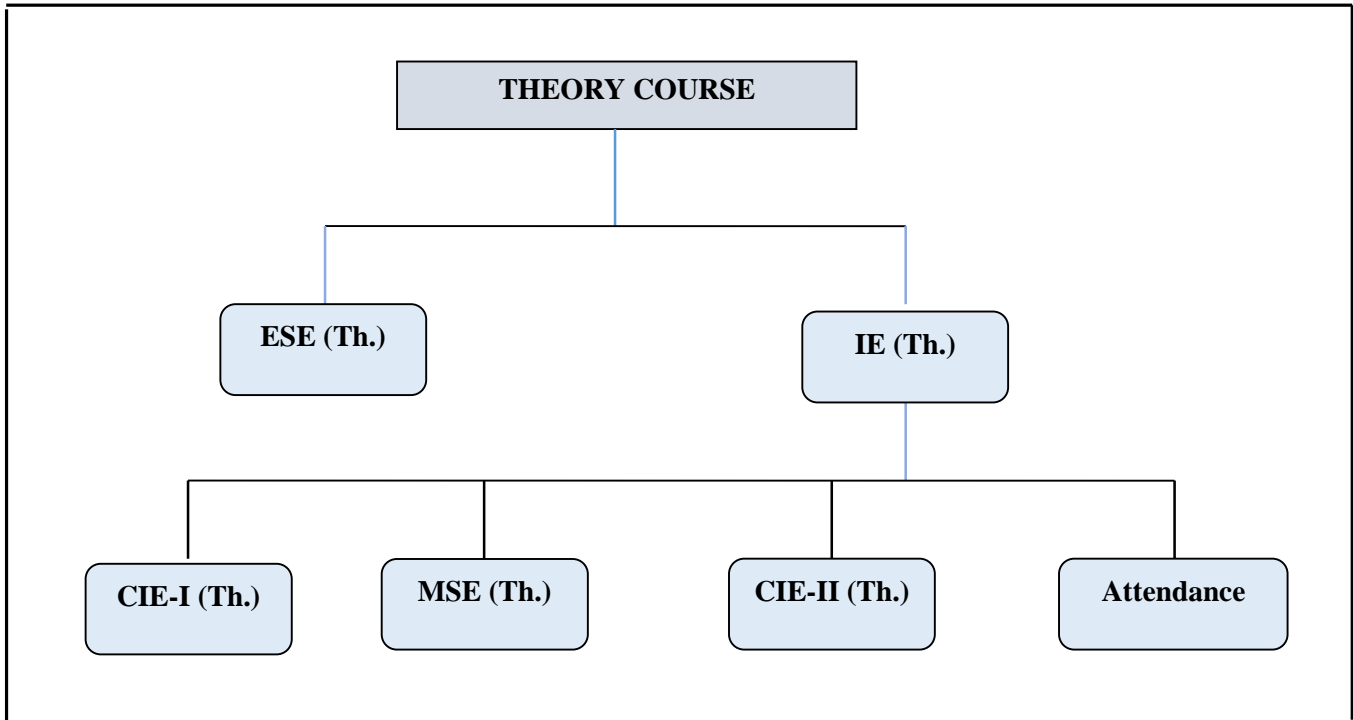 THEORY COURSE
ESE (Th.)
IE (Th.)
CIE-I (Th.)
MSE (Th.)
CIE-II (Th.)
Attendance